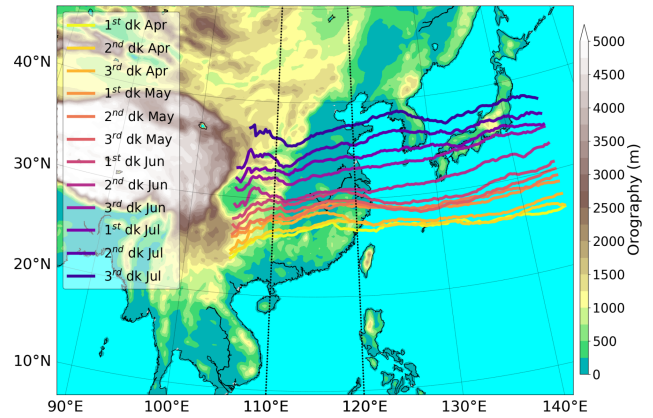 40°N
30°N
20°N
10°N
1st dk Apr
2nd dk Apr
3rd dk Apr
1st dk May
2nd dk May
3rd dk May
1st dk Jun
2nd dk Jun
3rd dk Jun
1st dk Jul
2nd dk Jul
3rd dk Jul
90°E 100°E 110°E 120°E 130°E 140°E
5000
4500
4000
3500
3000
2500
2000
1500
1000
500
0
Orography (m)